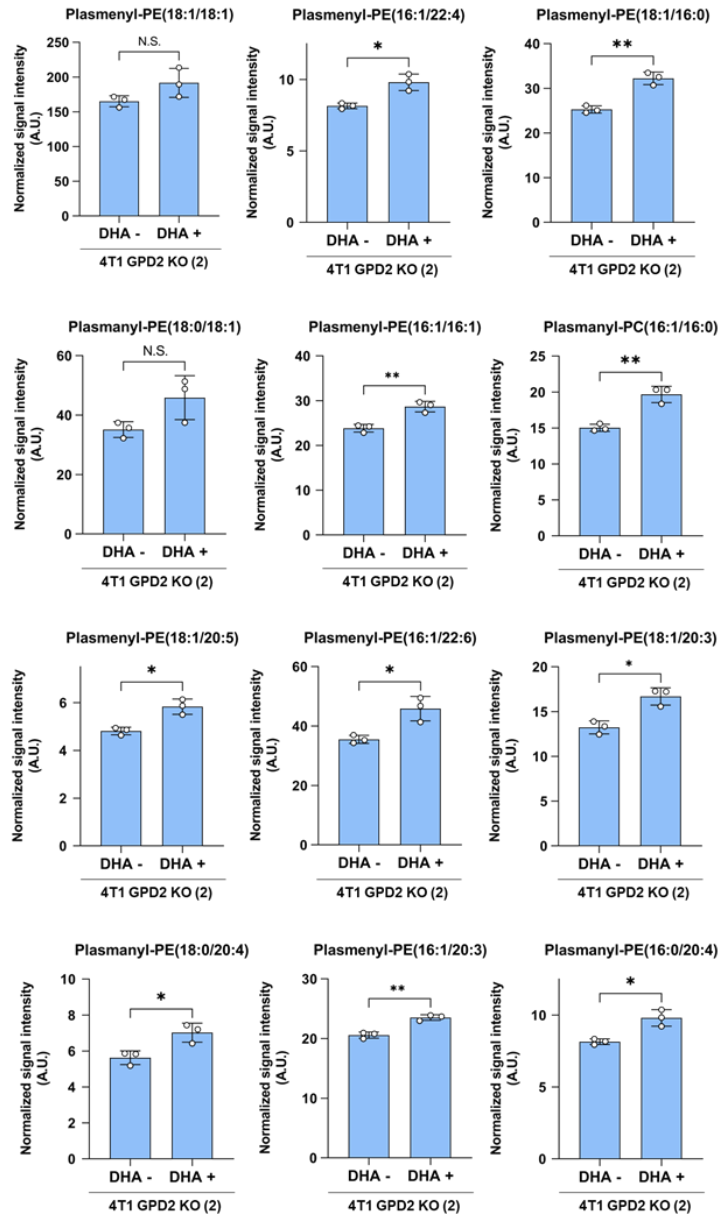 Plasmenyl-PE(18:1/18:1)
N.S.
Normalized signal intensity
(A.U.)
250
200
150
100
50
0
DHA - DHA +
4T1 GPD2 KO (2)
Plasmenyl-PE(16:1/22:4)
*
Normalized signal intensity
(A.U.)
10
5
0
DHA - DHA +
4T1 GPD2 KO (2)
Plasmenyl-PE(18:1/16:0)
**
Normalized signal intensity
(A.U.)
40
30
20
10
0
DHA - DHA +
4T1 GPD2 KO (2)
Plasmanyl-PE(18:0/18:1)
N.S.
Normalized signal intensity
(A.U.)
60
40
20
0
DHA - DHA +
4T1 GPD2 KO (2)
Plasmenyl-PE(16:1/16:1)
**
Normalized signal intensity
(A.U.)
40
30
20
10
0
DHA - DHA +
4T1 GPD2 KO (2)
Plasmanyl-PC(16:1/16:0)
**
Normalized signal intensity
(A.U.)
25
20
15
10
5
0
DHA - DHA +
4T1 GPD2 KO (2)
Plasmenyl-PE(18:1/20:5)
*
Normalized signal intensity
(A.U.)
6
4
2
0
DHA - DHA +
4T1 GPD2 KO (2)
Plasmenyl-PE(16:1/22:6)
*
Normalized signal intensity
(A.U.)
60
40
20
0
DHA - DHA +
4T1 GPD2 KO (2)
Plasmenyl-PE(18:1/20:3)
*
Normalized signal intensity
(A.U.)
20
15
10
5
0
DHA - DHA +
4T1 GPD2 KO (2)
Plasmanyl-PE(18:0/20:4)
*
Normalized signal intensity
(A.U.)
10
8
6
4
2
0
DHA - DHA +
4T1 GPD2 KO (2)
Plasmenyl-PE(16:1/20:3)
**
Normalized signal intensity
(A.U.)
30
20
10
0
DHA - DHA +
4T1 GPD2 KO (2)
Plasmanyl-PE(16:0/20:4)
*
Normalized signal intensity
(A.U.)
10
5
0
DHA - DHA +
4T1 GPD2 KO (2)